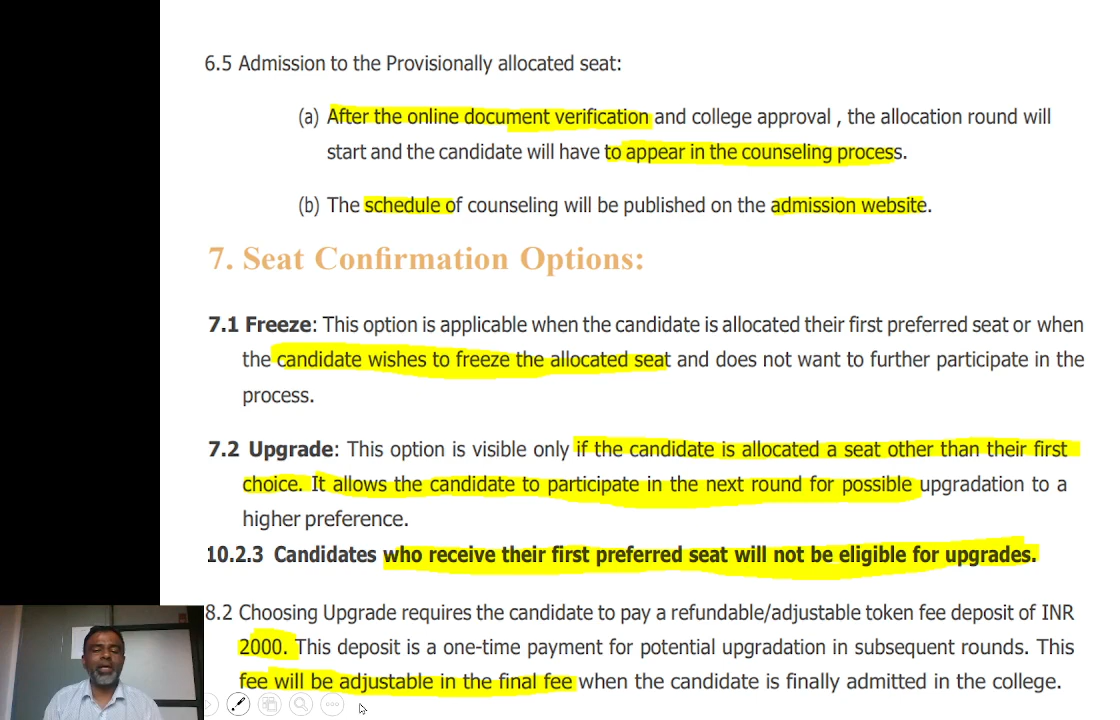 6.5 Admission to the Provisionally allocated seat:
(a) After the online document verification and college approval , the allocation round will
start and the candidate will have to appear in the counseling process.
(b) The schedule of counseling will be published on the admission website.
7. Seat Confirmation Options:
7.1 Freeze: This option is applicable when the candidate is allocated their first preferred seat or when
the candidate wishes to freeze the allocated seat and does not want to further participate in the
process.
7.2 Upgrade: This option is visible only if the candidate is allocated a seat other than their first
choice. It allows the candidate to participate in the next round for possible upgradation to a
higher preference.
10.2.3 Candidates who receive their first preferred seat will not be eligible for upgrades.
8.2 Choosing Upgrade requires the candidate to pay a refundable/adjustable token fee deposit of INR
2000. This deposit is a one-time payment for potential upgradation in subsequent rounds. This
fee will be adjustable in the final fee when the candidate is finally admitted in the college.